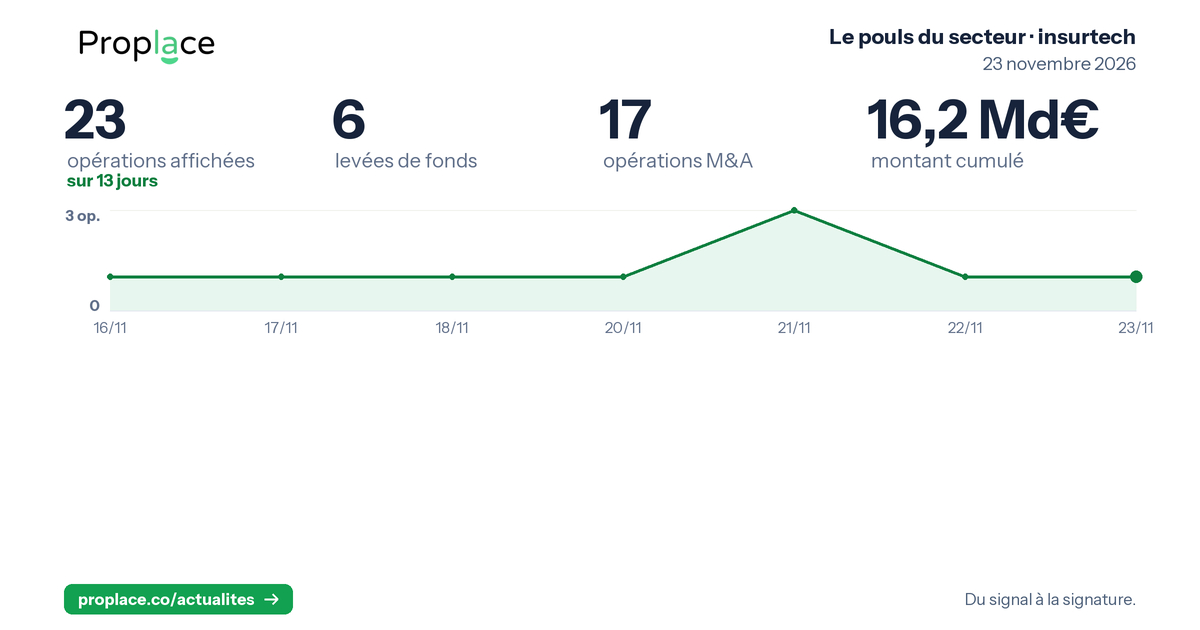 Proplace
Le pouls du secteur · insurtech
23 novembre 2026
23
opérations affichées
sur 13 jours
6
levées de fonds
17
opérations M&A
16,2 Md€
montant cumulé
3 op.
0
16/11
17/11
18/11
20/11
21/11
22/11
23/11
proplace.co/actualites →
Du signal à la signature.